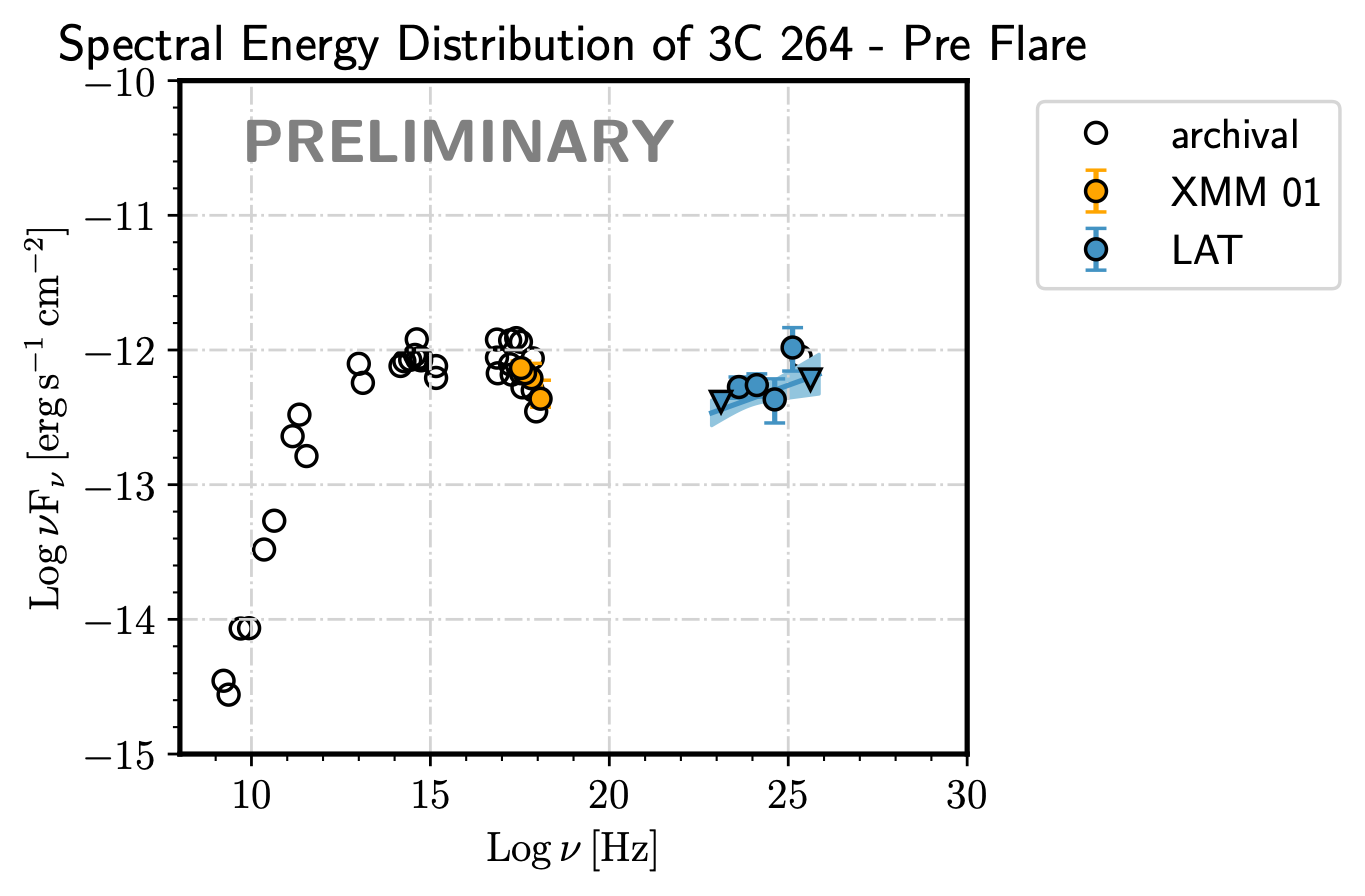 Spectral Energy Distribution of 3C 264 - Pre Flare
PRELIMINARY
archival
XMM 01
LAT
Log νFν [erg s−1 cm−2]
−10
−11
−12
−13
−14
−15
10 15 20 25 30
Log ν [Hz]